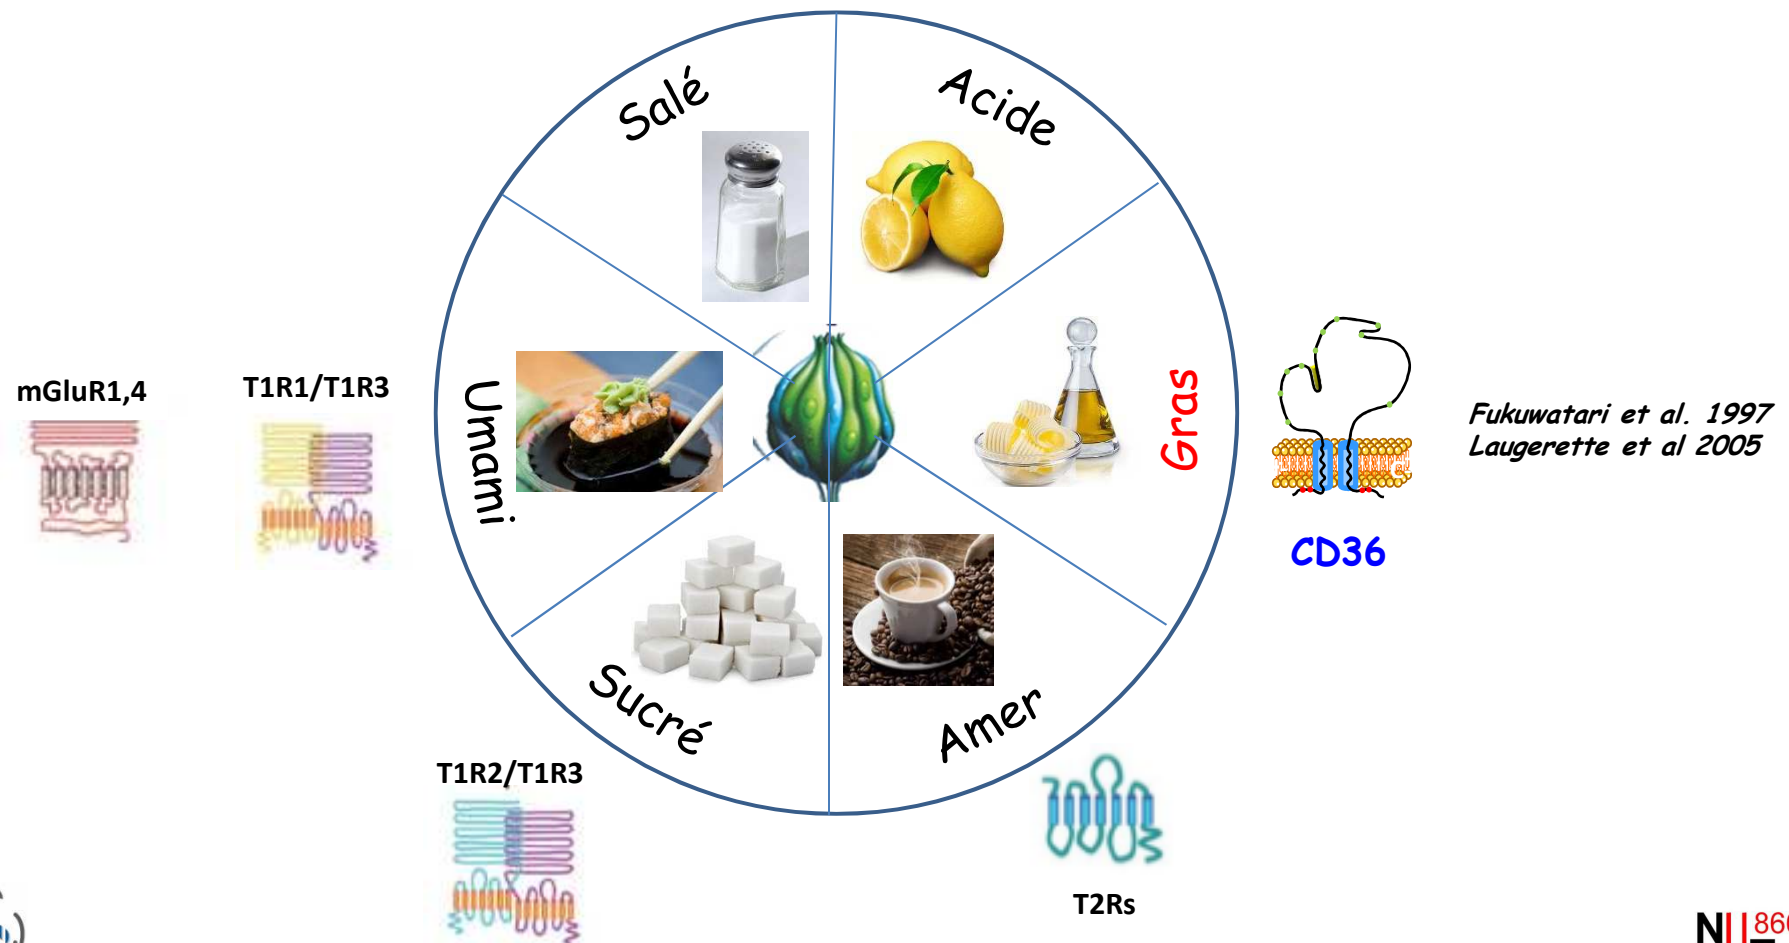 Salé
Acide
mGluR1,4
T1R1/T1R3
Umami
Gras
Fukuwatari et al. 1997
Laugerette et al 2005
CD36
Sucré
Amer
T1R2/T1R3
T2Rs